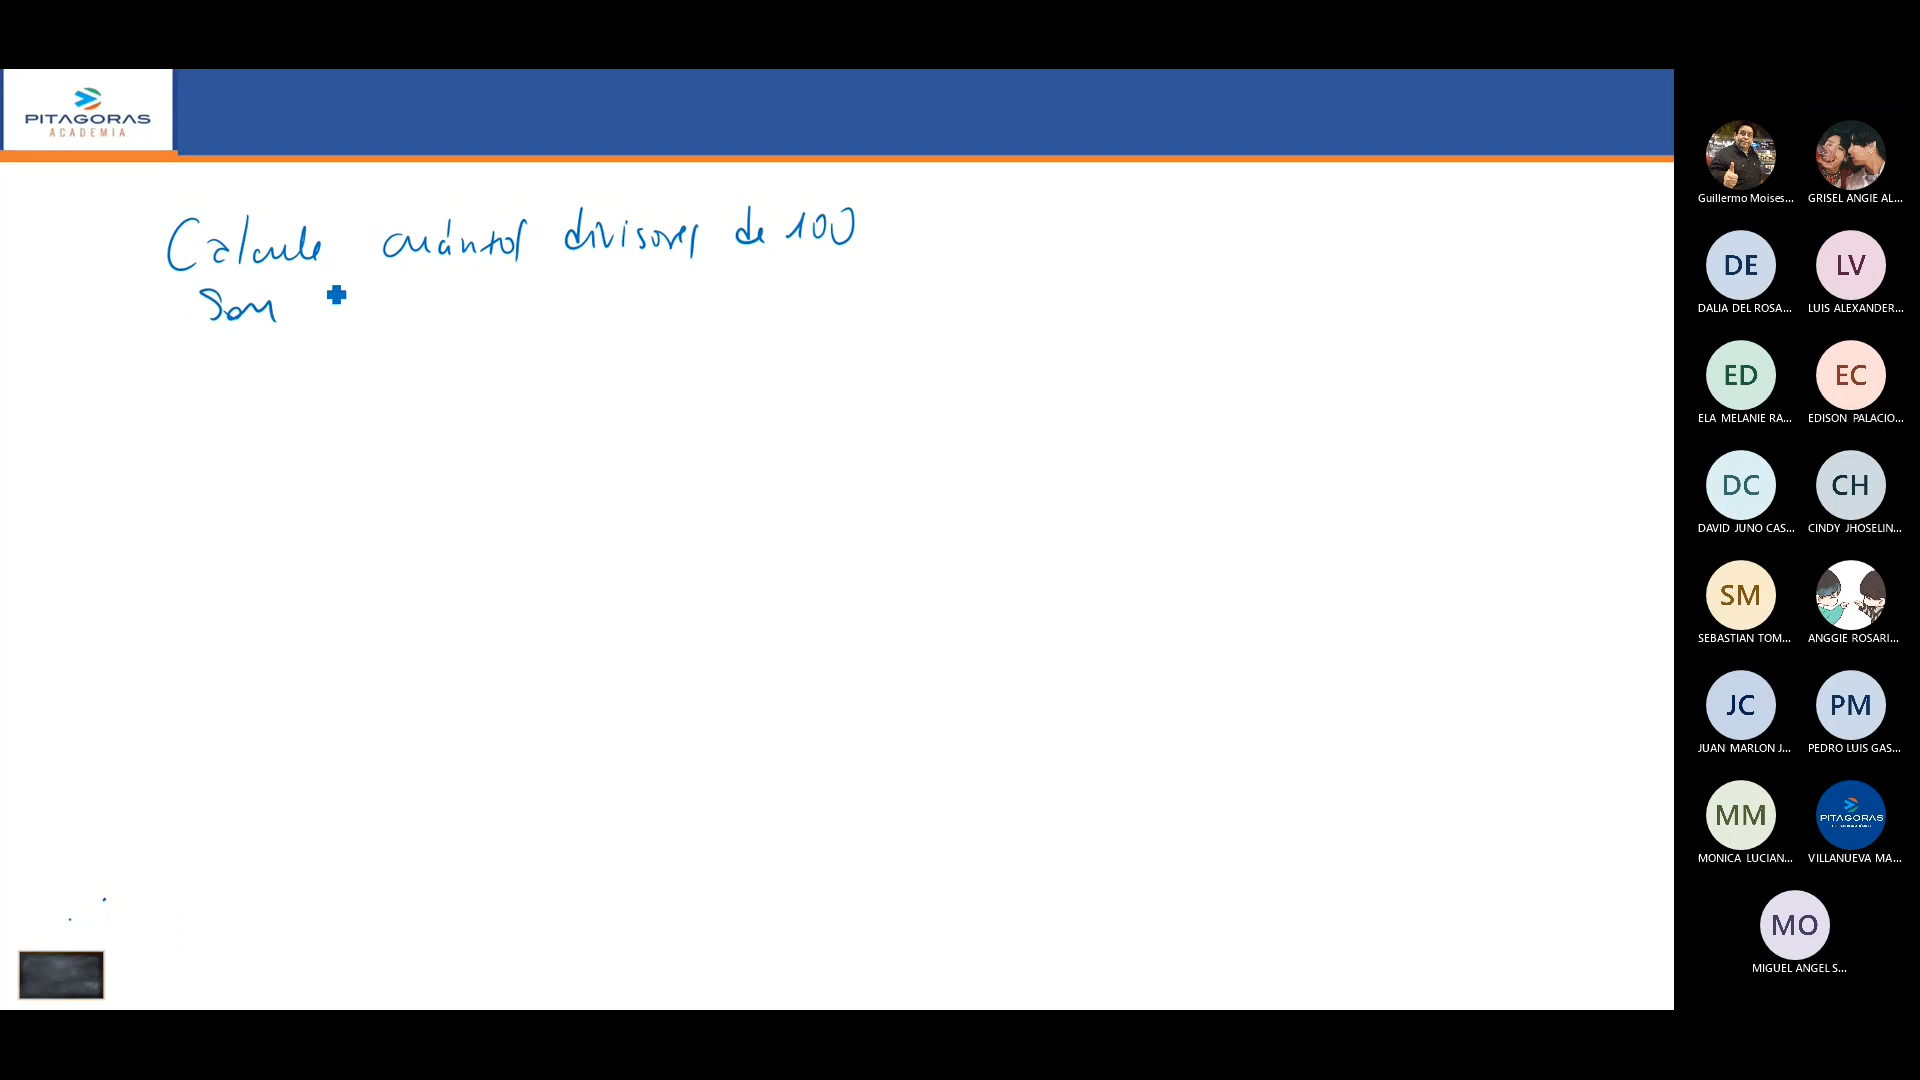 PITAGORAS
ACADEMIA
Calcule cuántos divisores de 100
son
Guillermo Moises...
GRISEL ANGIE AL...
DE
LV
DALIA DEL ROSA...
LUIS ALEXANDER...
ED
EC
ELA MELANIE RA...
EDISON PALACIO...
DC
CH
DAVID JUNO CAS...
CINDY JHOSELIN...
SM
SEBASTIAN TOM...
ANGGIE ROSARI...
JC
PM
JUAN MARLON J...
PEDRO LUIS GAS...
MM
PITAGORAS
MONICA LUCIAN...
VILLANUEVA MA...
MO
MIGUEL ANGEL S...